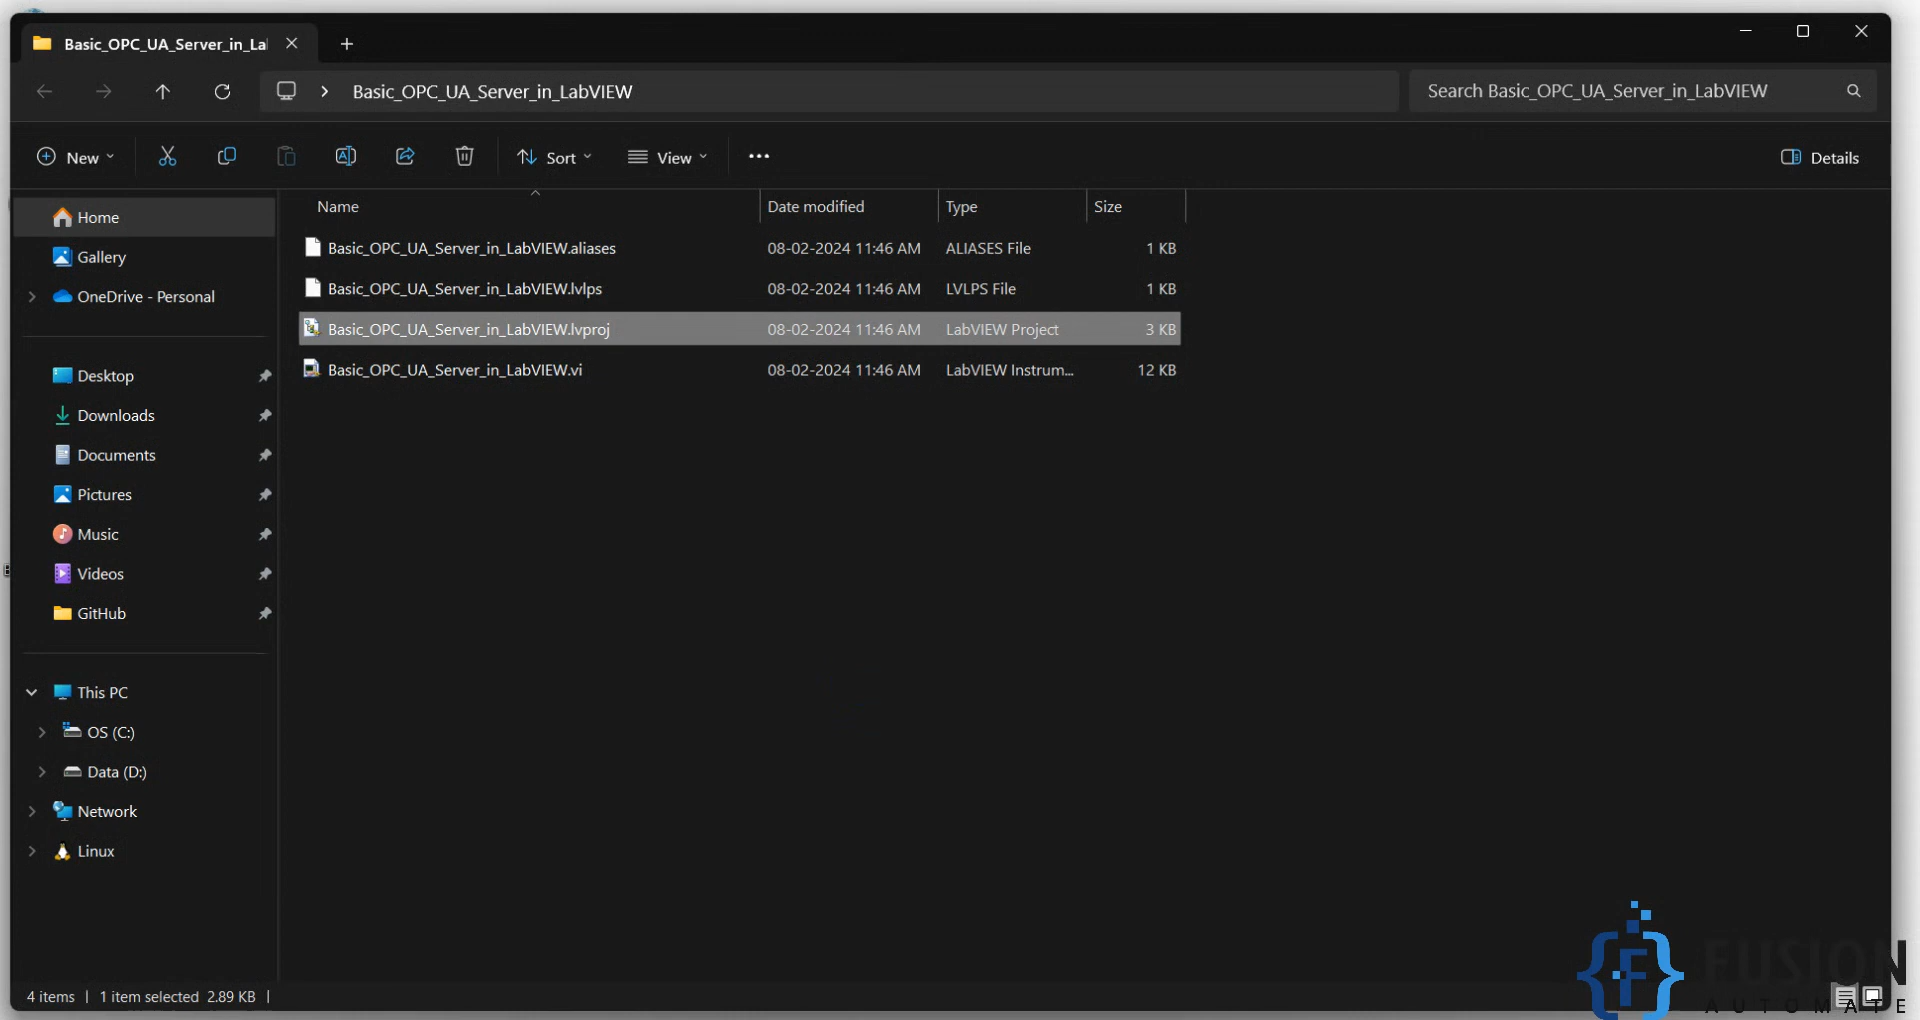 Basic_OPC_UA_Server_in_Lal
Basic_OPC_UA_Server_in_LabVIEW
Search Basic_OPC_UA_Server_in_LabVIEW
New
Sort
View
Details
Name Date modified Type Size
Basic_OPC_UA_Server_in_LabVIEW.aliases 08-02-2024 11:46 AM ALIASES File 1 KB
Basic_OPC_UA_Server_in_LabVIEW.lvlps 08-02-2024 11:46 AM LVLPS File 1 KB
Basic_OPC_UA_Server_in_LabVIEW.lvproj 08-02-2024 11:46 AM LabVIEW Project 3 KB
Basic_OPC_UA_Server_in_LabVIEW.vi 08-02-2024 11:46 AM LabVIEW Instrum... 12 KB
Home
Gallery
OneDrive - Personal
Desktop
Downloads
Documents
Pictures
Music
Videos
GitHub
This PC
OS (C:)
Data (D:)
Network
Linux
4 items | 1 item selected 2.89 KB |
FUSION
AUTOMATE